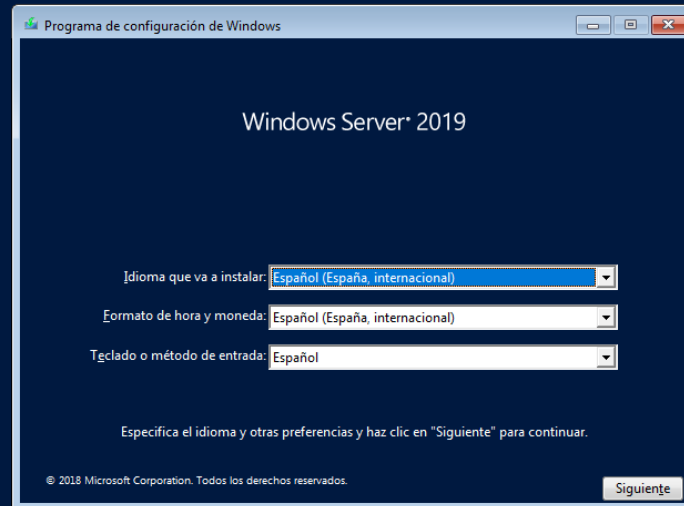 Programa de configuración de Windows
Windows Server® 2019
Idioma que va a instalar: Español (España, internacional)
Formato de hora y moneda: Español (España, internacional)
Teclado o método de entrada: Español
Especifica el idioma y otras preferencias y haz clic en "Siguiente" para continuar.
© 2018 Microsoft Corporation. Todos los derechos reservados.
Siguiente